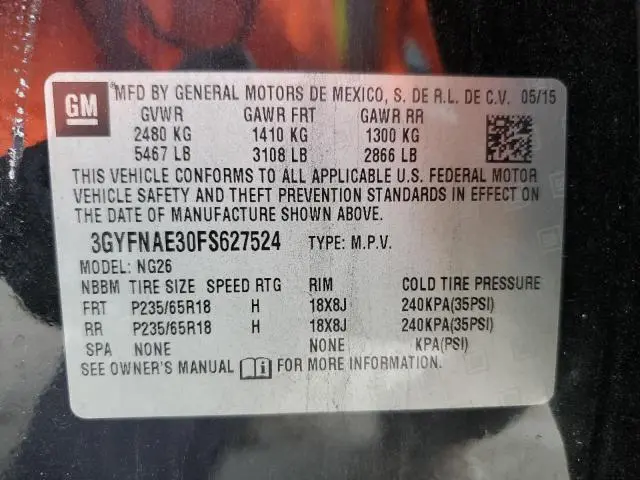 GM
®MFD BY GENERAL MOTORS DE MEXICO, S. DE R.L. DE C.V. 05/15
GVWR GAWR FRT GAWR RR
2480 KG 1410 KG 1300 KG
5467 LB 3108 LB 2866 LB
THIS VEHICLE CONFORMS TO ALL APPLICABLE U.S. FEDERAL MOTOR
VEHICLE SAFETY AND THEFT PREVENTION STANDARDS IN EFFECT ON
THE DATE OF MANUFACTURE SHOWN ABOVE.
3GYFNAE30FS627524 TYPE: M.P.V.
MODEL: NG26
NBBM TIRE SIZE SPEED RTG RIM COLD TIRE PRESSURE
FRT P235/65R18 H 18X8J 240KPA(35PSI)
RR P235/65R18 H 18X8J 240KPA(35PSI)
SPA NONE NONE KPA(PSI)
SEE OWNER'S MANUAL FOR MORE INFORMATION.